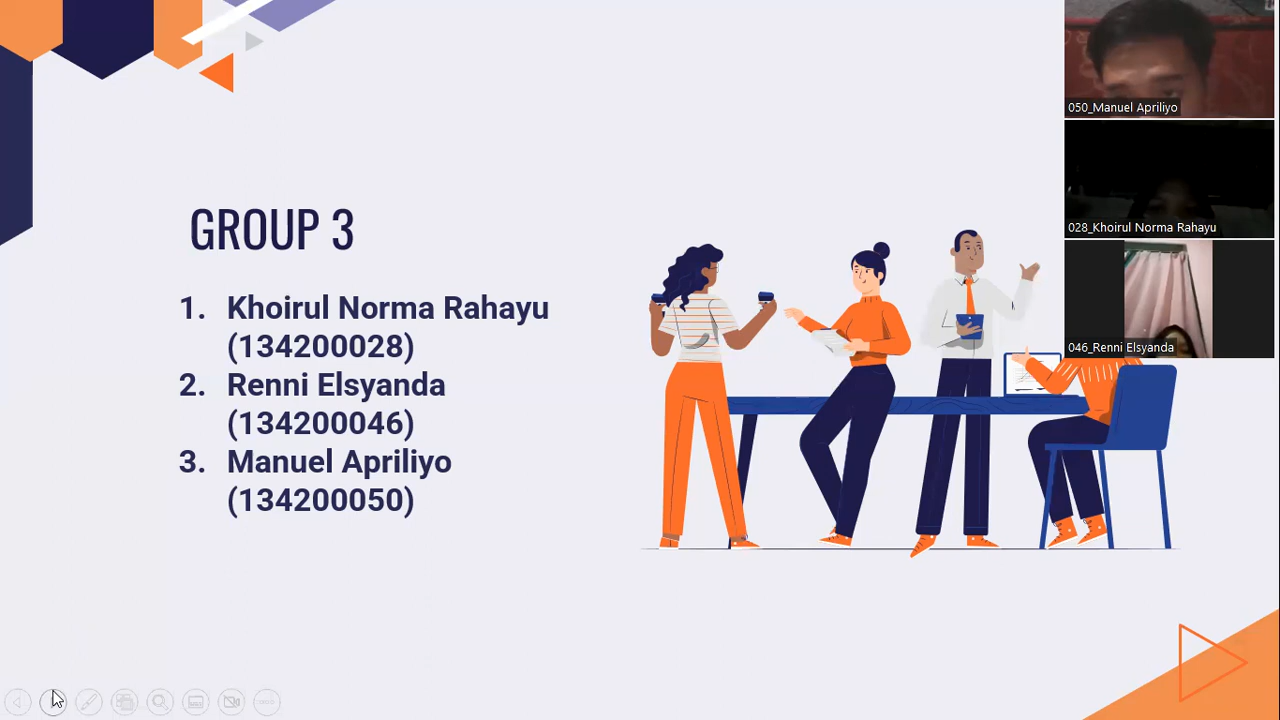 GROUP 3
1. Khoirul Norma Rahayu
(134200028)
2. Renni Elsyanda
(134200046)
3. Manuel Apriliyo
(134200050)
050_Manuel Apriliyo
028_Khoirul Norma Rahayu
046_Renni Elsyanda